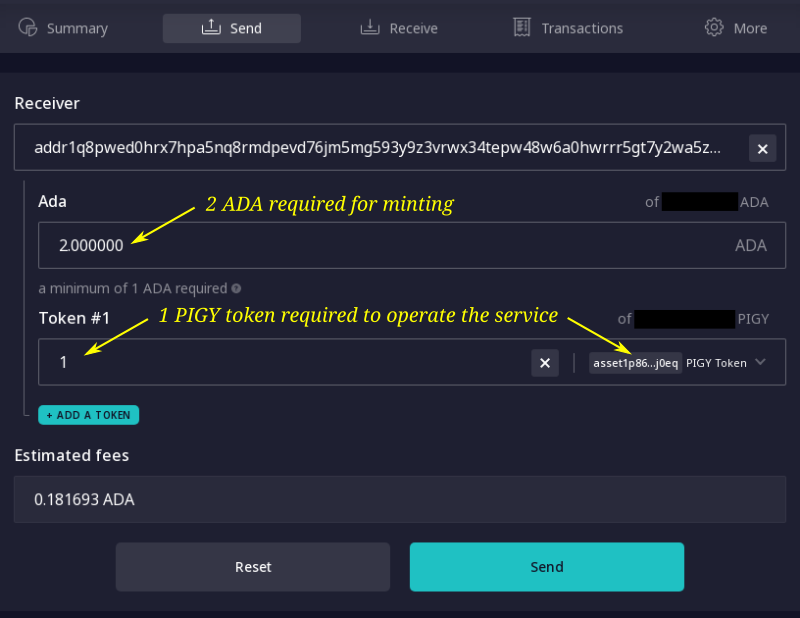 Summary Send Receive Transactions More
Receiver
addr1q8pwed0hrx7hpa5nq8rmdpevd76jm5mg593y9z3vrwx34tepw48w6a0hwrrr5gt7y2wa5z...
Ada 2 ADA required for minting of ADA
2.000000 ADA
a minimum of 1 ADA required
Token #1 1 PIGY token required to operate the service of PIGY
1 asset1p86...j0eq PIGY Token
+ ADD A TOKEN
Estimated fees
0.181693 ADA
Reset Send